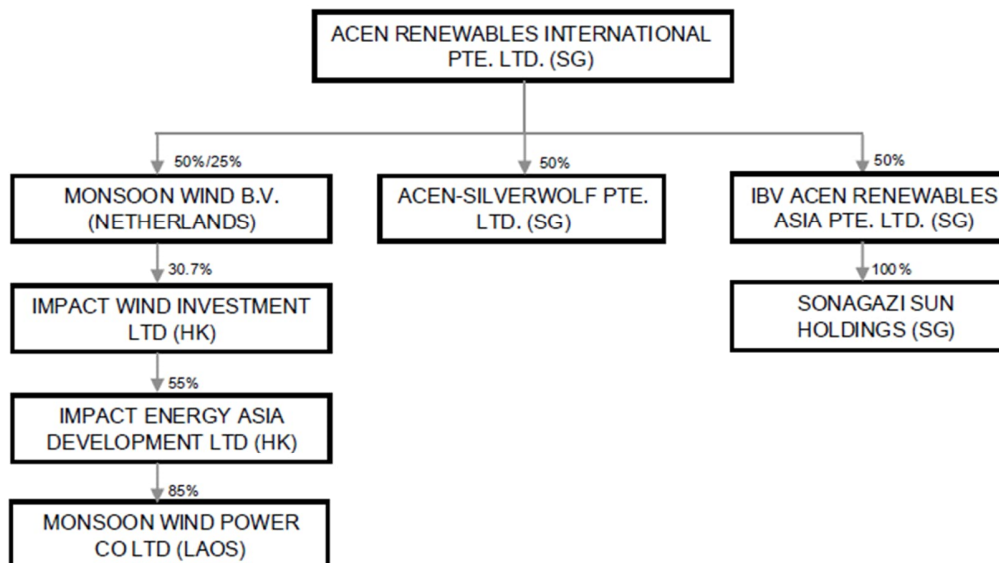 ACEN RENEWABLES INTERNATIONAL
PTE. LTD. (SG)
50%/25%
50%
50%
MONSOON WIND B.V.
(NETHERLANDS)
ACEN-SILVERWOLF PTE.
LTD. (SG)
IBV ACEN RENEWABLES
ASIA PTE. LTD. (SG)
30.7%
100%
IMPACT WIND INVESTMENT
LTD (HK)
SONAGAZI SUN
HOLDINGS (SG)
55%
IMPACT ENERGY ASIA
DEVELOPMENT LTD (HK)
85%
MONSOON WIND POWER
CO LTD (LAOS)